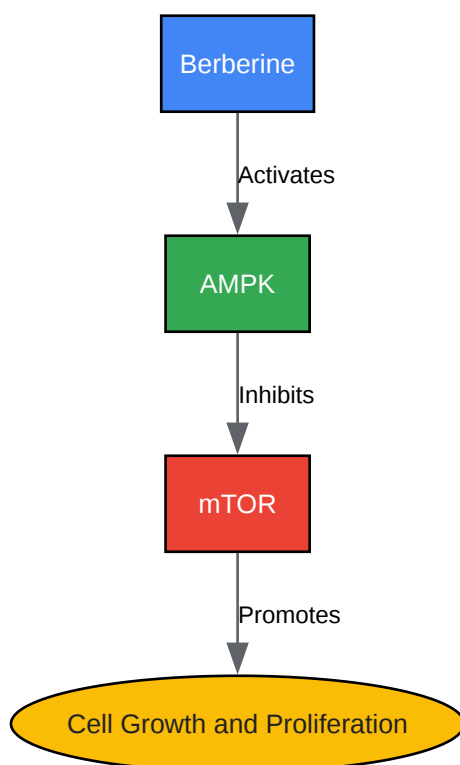 Berberine
Activates
AMPK
Inhibits
mTOR
Promotes
Cell Growth and Proliferation